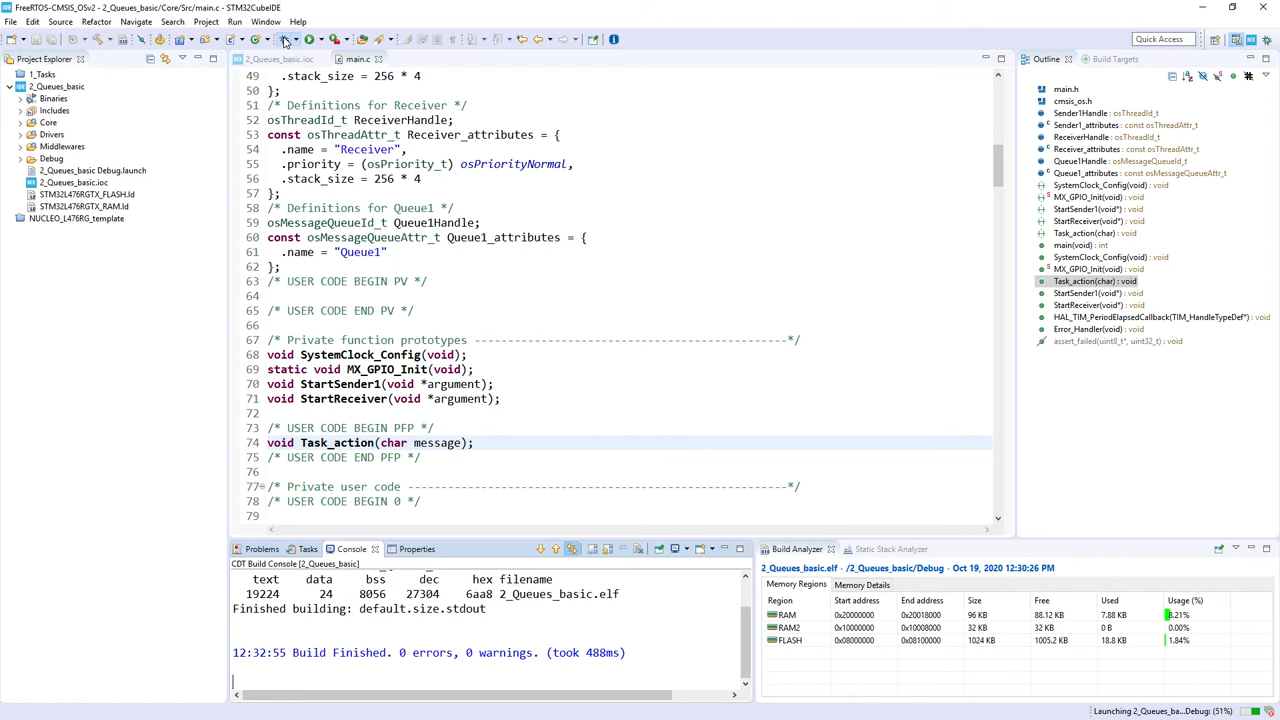 FreeRTOS-CMSIS_OSv2 - 2_Queues_basic/Core/Src/main.c - STM32CubeIDE
File Edit Source Refactor Navigate Search Project Run Window Help
Quick Access
Project Explorer
1_Tasks
2_Queues_basic
Binaries
Includes
Core
Drivers
Middlewares
Debug
2_Queues_basic Debug.launch
2_Queues_basic.ioc
STM32L476RGTX_FLASH.ld
STM32L476RGTX_RAM.ld
NUCLEO_L476RG_template
2_Queues_basic.ioc
main.c
49 .stack_size = 256 * 4
50 };
51 /* Definitions for Receiver */
52 osThreadId_t ReceiverHandle;
53 const osThreadAttr_t Receiver_attributes = {
54 .name = "Receiver",
55 .priority = (osPriority_t) osPriorityNormal,
56 .stack_size = 256 * 4
57 };
58 /* Definitions for Queue1 */
59 osMessageQueueId_t Queue1Handle;
60 const osMessageQueueAttr_t Queue1_attributes = {
61 .name = "Queue1"
62 };
63 /* USER CODE BEGIN PV */
64
65 /* USER CODE END PV */
66
67 /* Private function prototypes -----------------------------------------------*/
68 void SystemClock_Config(void);
69 static void MX_GPIO_Init(void);
70 void StartSender1(void *argument);
71 void StartReceiver(void *argument);
72
73 /* USER CODE BEGIN PFP */
74 void Task_action(char message);
75 /* USER CODE END PFP */
76
77 /* Private user code ---------------------------------------------------------*/
78 /* USER CODE BEGIN 0 */
79
Outline
Build Targets
main.h
cmsis_os.h
Sender1Handle : osThreadId_t
Sender1_attributes : const osThreadAttr_t
ReceiverHandle : osThreadId_t
Receiver_attributes : const osThreadAttr_t
Queue1Handle : osMessageQueueId_t
Queue1_attributes : const osMessageQueueAttr_t
SystemClock_Config(void) : void
MX_GPIO_Init(void) : void
StartSender1(void*) : void
StartReceiver(void*) : void
Task_action(char) : void
main(void) : int
SystemClock_Config(void) : void
MX_GPIO_Init(void) : void
Task_action(char) : void
StartSender1(void*) : void
StartReceiver(void*) : void
HAL_TIM_PeriodElapsedCallback(TIM_HandleTypeDef*) : void
Error_Handler(void) : void
assert_failed(uint8_t*, uint32_t) : void
Problems Tasks Console Properties
CDT Build Console [2_Queues_basic]
text data bss dec hex filename
19224 24 8056 27304 6aa8 2_Queues_basic.elf
Finished building: default.size.stdout
12:32:55 Build Finished. 0 errors, 0 warnings. (took 488ms)
Build Analyzer Static Stack Analyzer
2_Queues_basic.elf - /2_Queues_basic/Debug - Oct 19, 2020 12:30:26 PM
Memory Regions Memory Details
Region Start address End address Size Free Used Usage (%)
RAM 0x20000000 0x20018000 96 KB 88.12 KB 7.88 KB 8.21%
RAM2 0x10000000 0x10008000 32 KB 32 KB 0 B 0.00%
FLASH 0x08000000 0x08100000 1024 KB 1005.2 KB 18.8 KB 1.84%
Launching 2_Queues_ba...Debug: (51%)